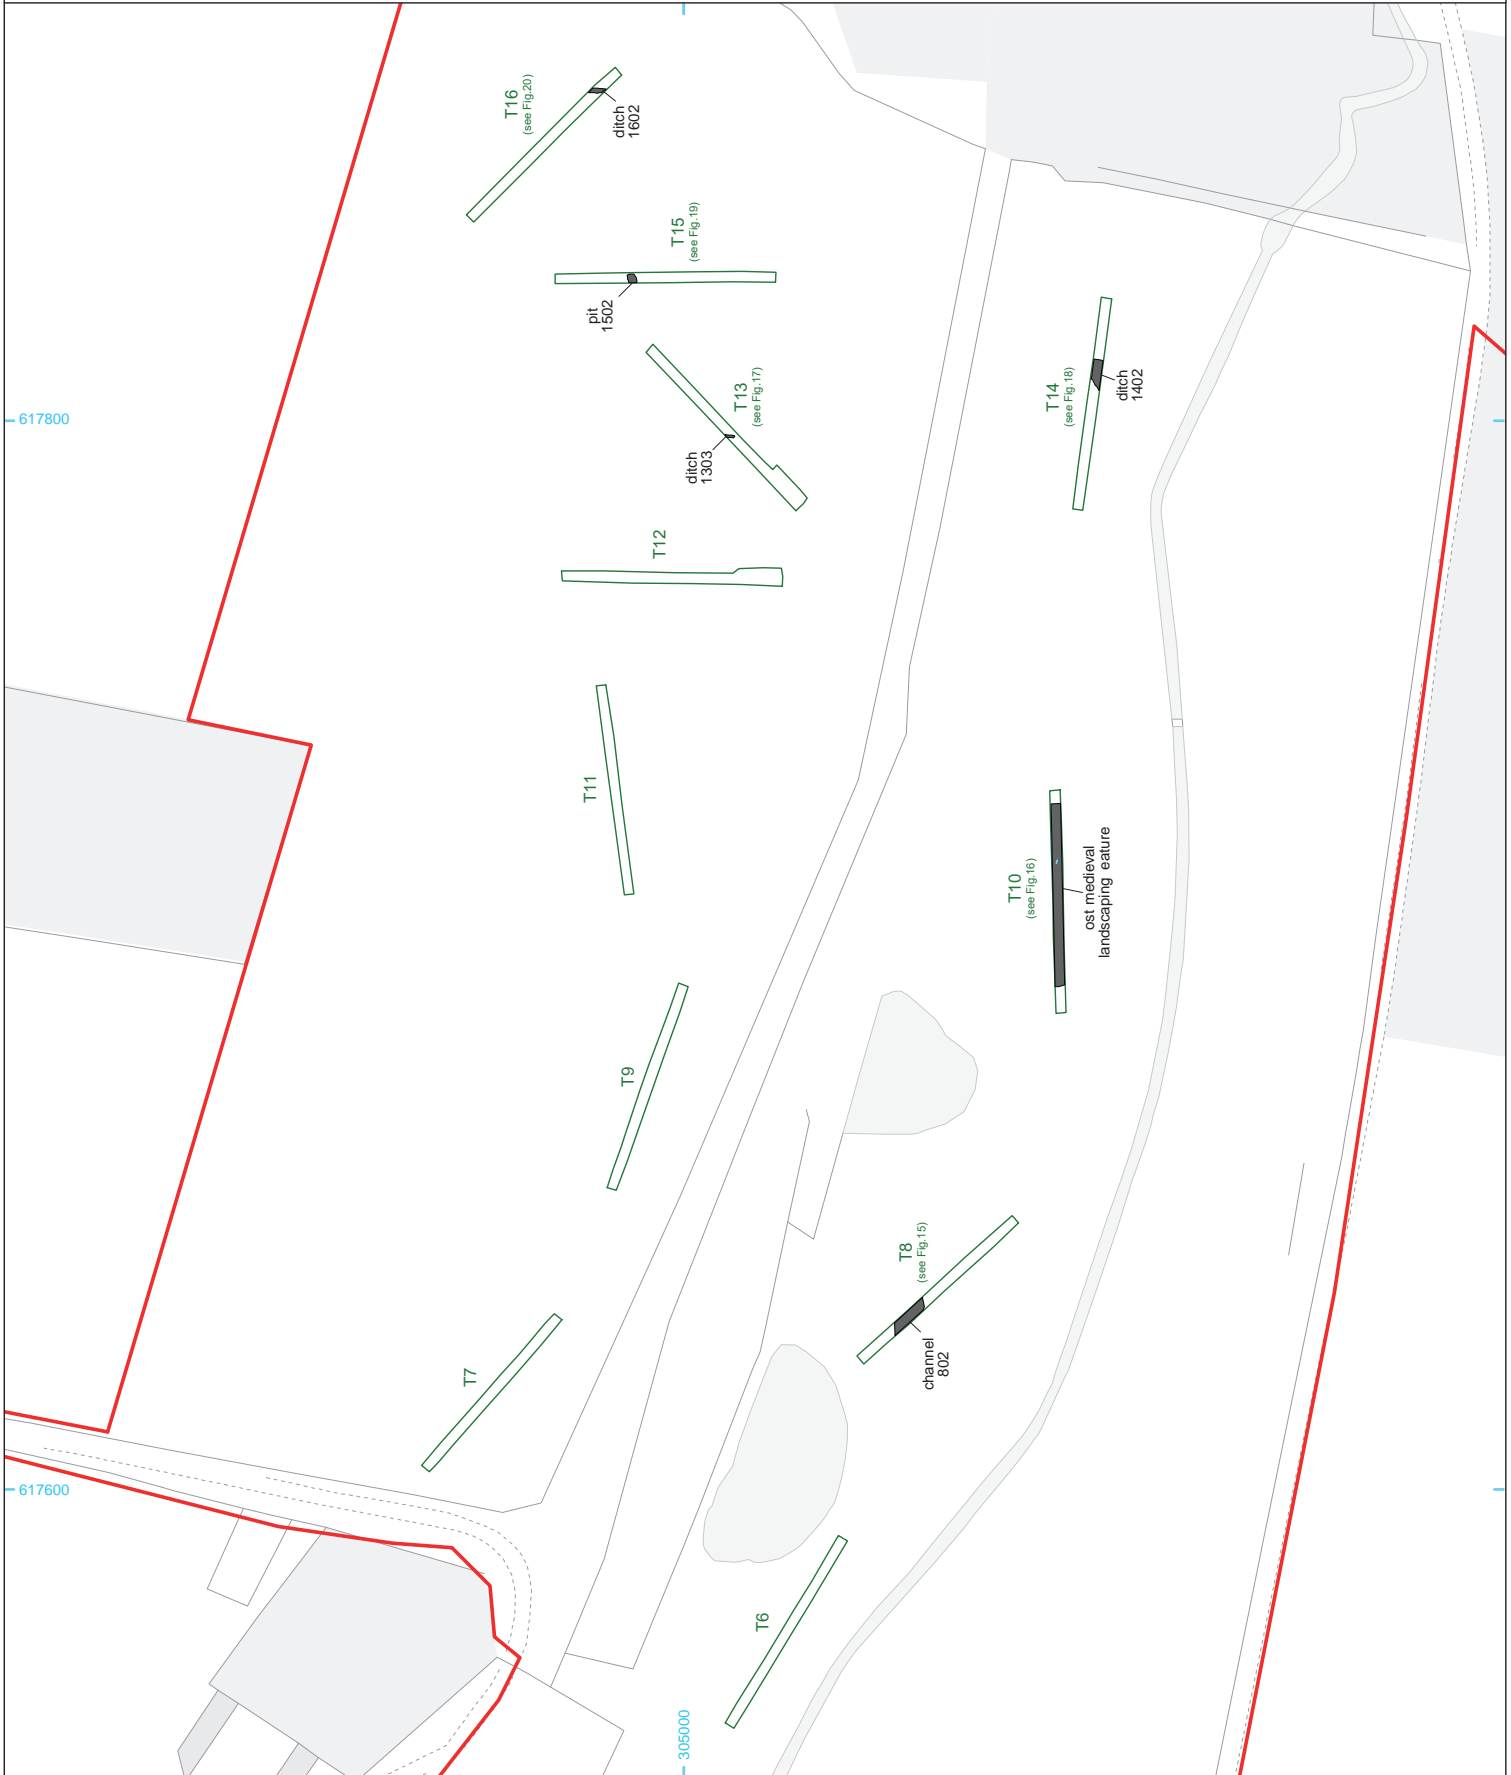 T16
(see Fig.20)
ditch
1602
T15
(see Fig.19)
pit
1502
T13
(see Fig.17)
ditch
1303
T14
(see Fig.18)
ditch
1402
617800
T12
T11
T10
(see Fig.16)
ost medieval
landscaping eature
T9
T8
(see Fig.15)
channel
802
T7
617600
T6
305000